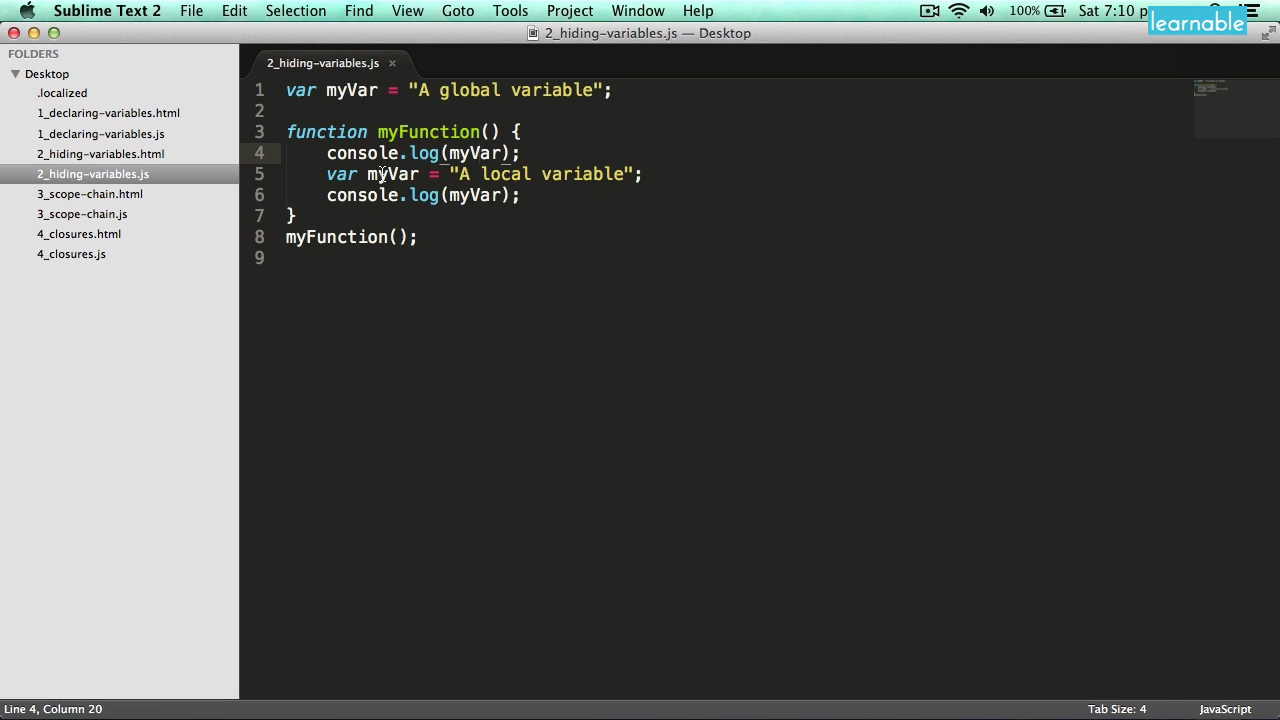 Sublime Text 2 File Edit Selection Find View Goto Tools Project Window Help 100% Sat 7:10 p
learnable
2_hiding-variables.js — Desktop
FOLDERS
Desktop
.localized
1_declaring-variables.html
1_declaring-variables.js
2_hiding-variables.html
2_hiding-variables.js
3_scope-chain.html
3_scope-chain.js
4_closures.html
4_closures.js
2_hiding-variables.js ×
1 var myVar = "A global variable";
2
3 function myFunction() {
4 console.log(myVar);
5 var myVar = "A local variable";
6 console.log(myVar);
7 }
8 myFunction();
9
Line 4, Column 20 Tab Size: 4 JavaScript